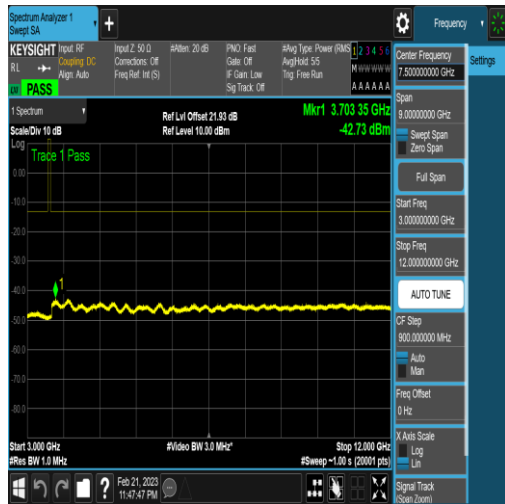 Spectrum Analyzer 1
Swept SA
Frequency
KEYSIGHT
RL
PASS
Input: RF
Coupling: DC
Align: Auto
Input Z: 50 Ω
Corrections: Off
Freq Ref: Int (S)
#Atten: 20 dB
PNO: Fast
Gate: Off
IF Gain: Low
Sig Track: Off
#Avg Type: Power (RMS
Avg|Hold: 5/5
Trig: Free Run
1 2 3 4 5 6
M W W W W W
A A A A A A
1 Spectrum
Scale/Div 10 dB
Ref Lvl Offset 21.93 dB
Ref Level 10.00 dBm
Mkr1 3.703 35 GHz
-42.73 dBm
Log
Trace 1 Pass
0.00
-10.0
-20.0
-30.0
-40.0
-50.0
-60.0
-70.0
-80.0
1
Start 3.000 GHz
#Res BW 1.0 MHz
#Video BW 3.0 MHz*
Stop 12.000 GHz
#Sweep ~1.00 s (20001 pts)
Feb 21, 2023
11:47:47 PM
Center Frequency
7.500000000 GHz
Span
9.00000000 GHz
Swept Span
Zero Span
Full Span
Start Freq
3.000000000 GHz
Stop Freq
12.000000000 GHz
AUTO TUNE
CF Step
900.000000 MHz
Auto
Man
Freq Offset
0 Hz
X Axis Scale
Log
Lin
Signal Track
(Span Zoom)
Settings